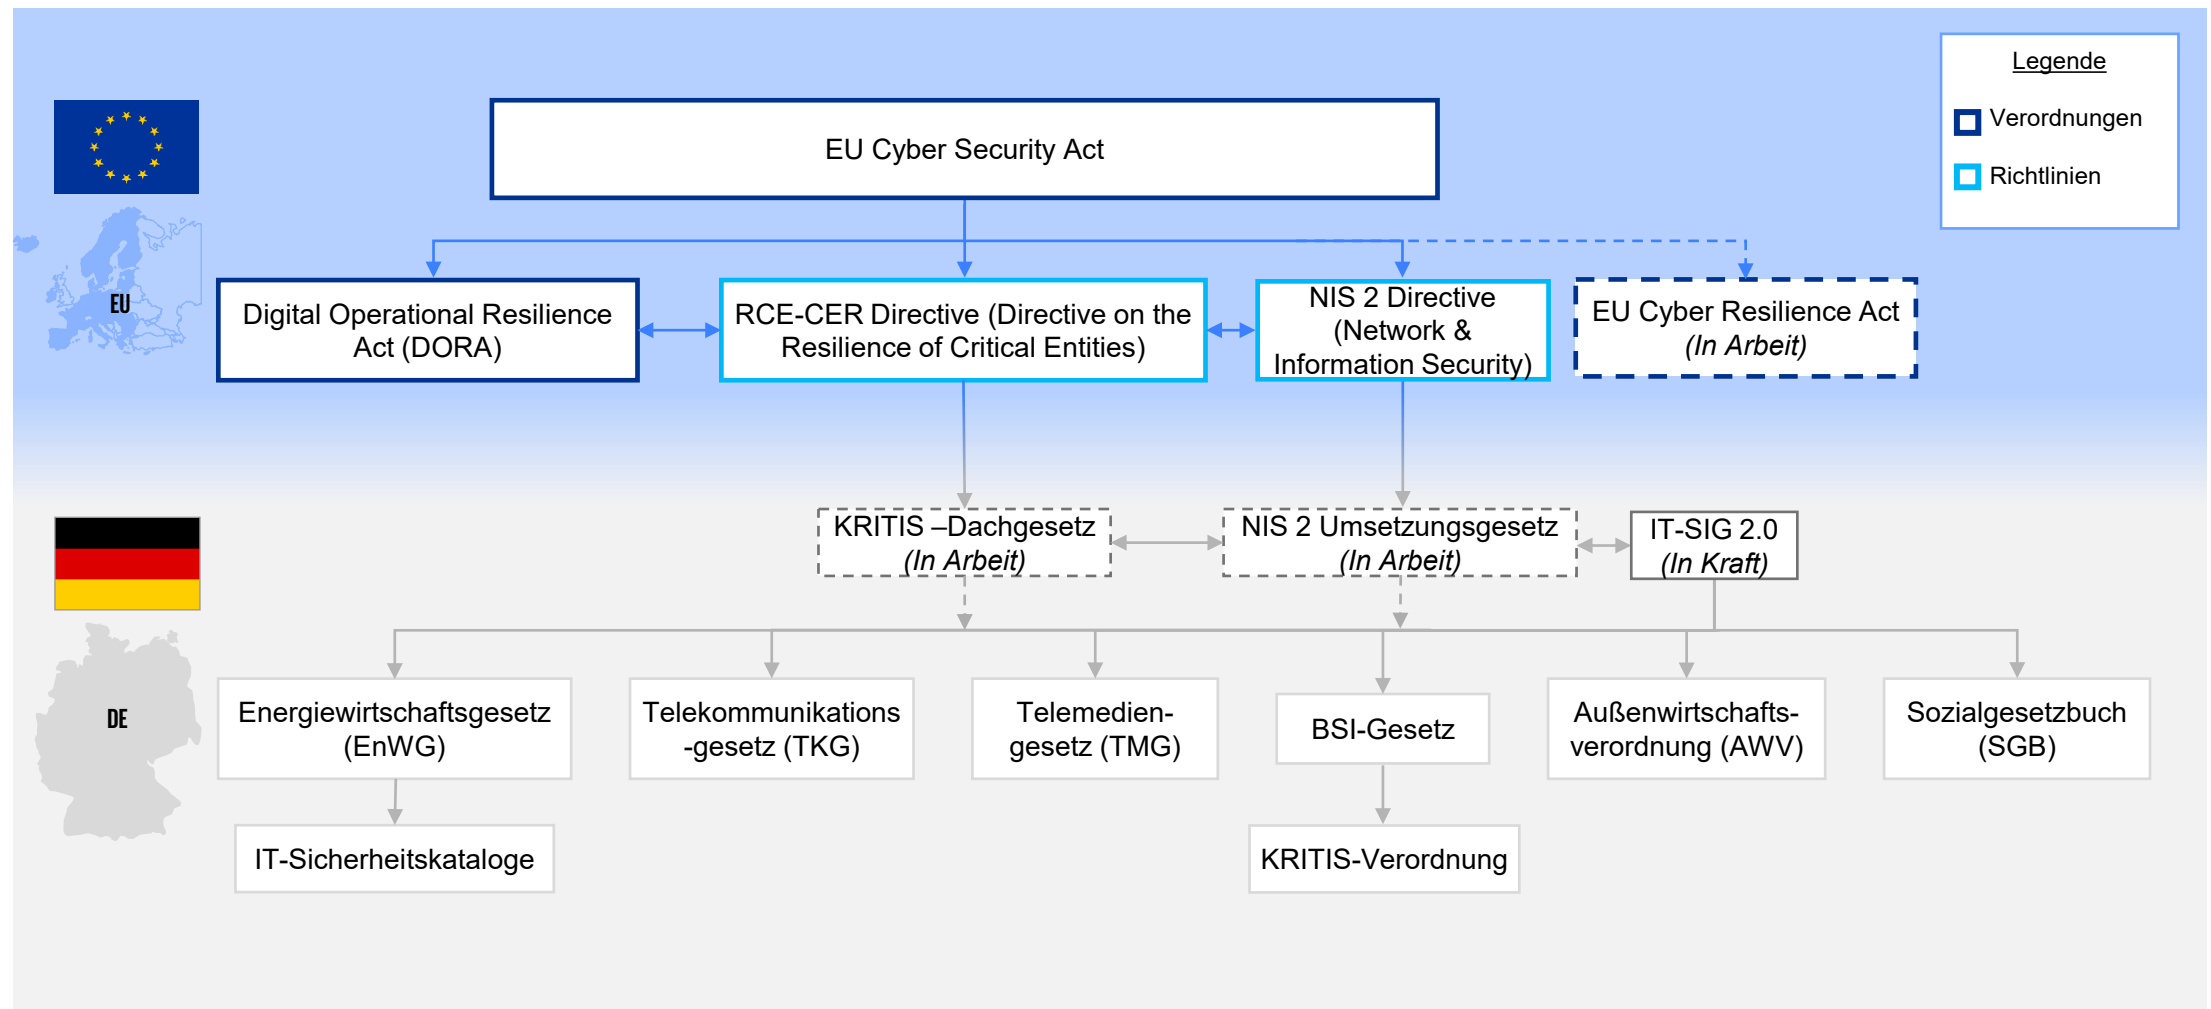 Legende
Verordnungen
Richtlinien
EU Cyber Security Act
EU
Digital Operational Resilience
Act (DORA)
RCE-CER Directive (Directive on the
Resilience of Critical Entities)
NIS 2 Directive
(Network &
Information Security)
EU Cyber Resilience Act
(In Arbeit)
KRITIS –Dachgesetz
(In Arbeit)
NIS 2 Umsetzungsgesetz
(In Arbeit)
IT-SIG 2.0
(In Kraft)
DE
Energiewirtschaftsgesetz
(EnWG)
Telekommunikations
-gesetz (TKG)
Telemedien-
gesetz (TMG)
BSI-Gesetz
Außenwirtschafts-
verordnung (AWV)
Sozialgesetzbuch
(SGB)
IT-Sicherheitskataloge
KRITIS-Verordnung